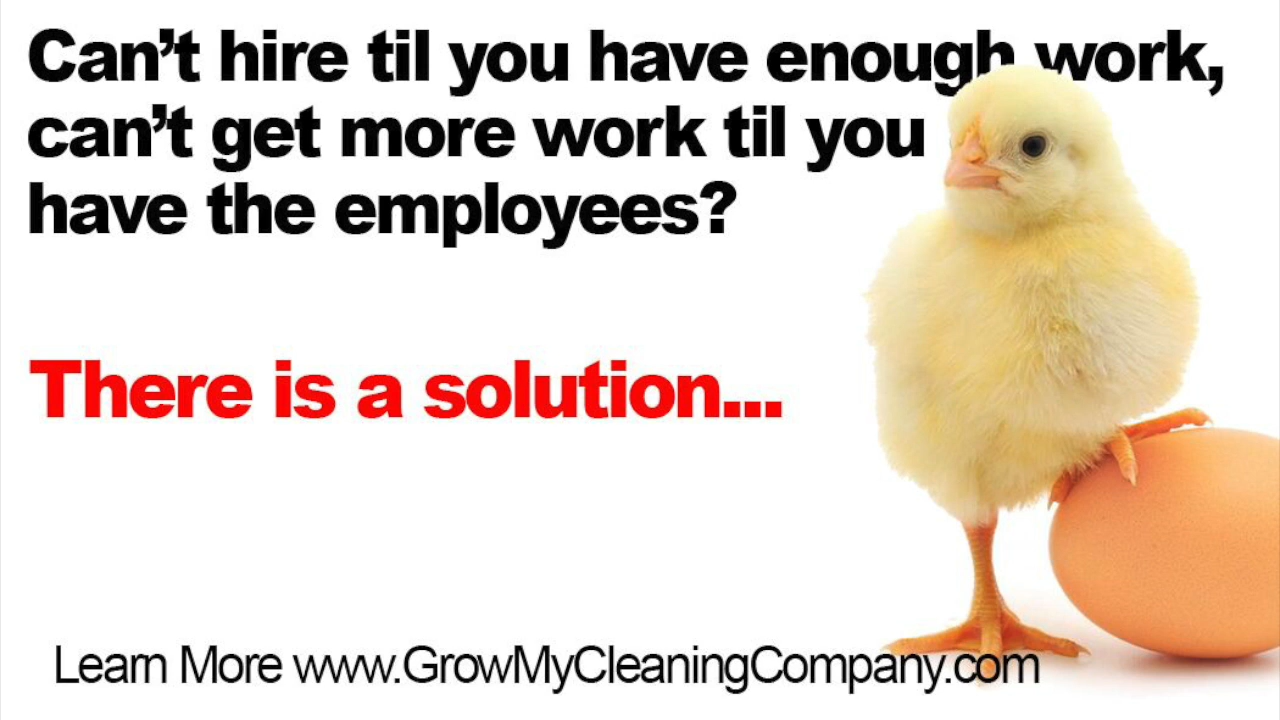 Can’t hire til you have enough work,
can’t get more work til you
have the employees?
There is a solution...
Learn More www.GrowMyCleaningCompany.com